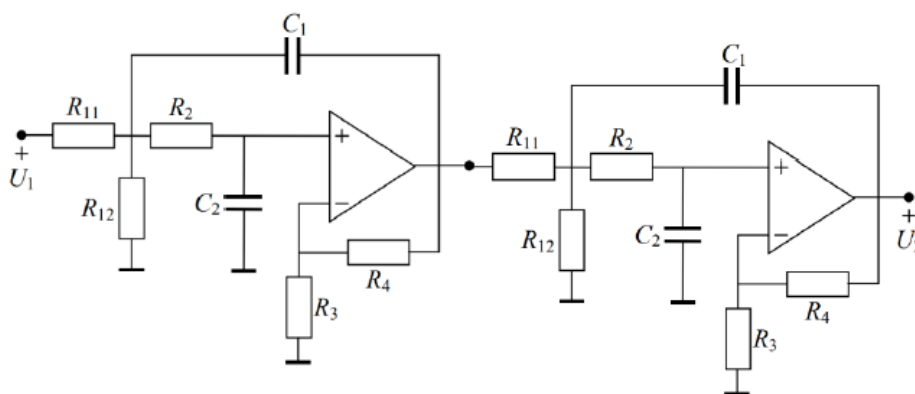 C1
C1
R11
R2
+
R11
R2
+
+
U1
R12
C2
−
R12
C2
−
+
U
R4
R4
R3
R3